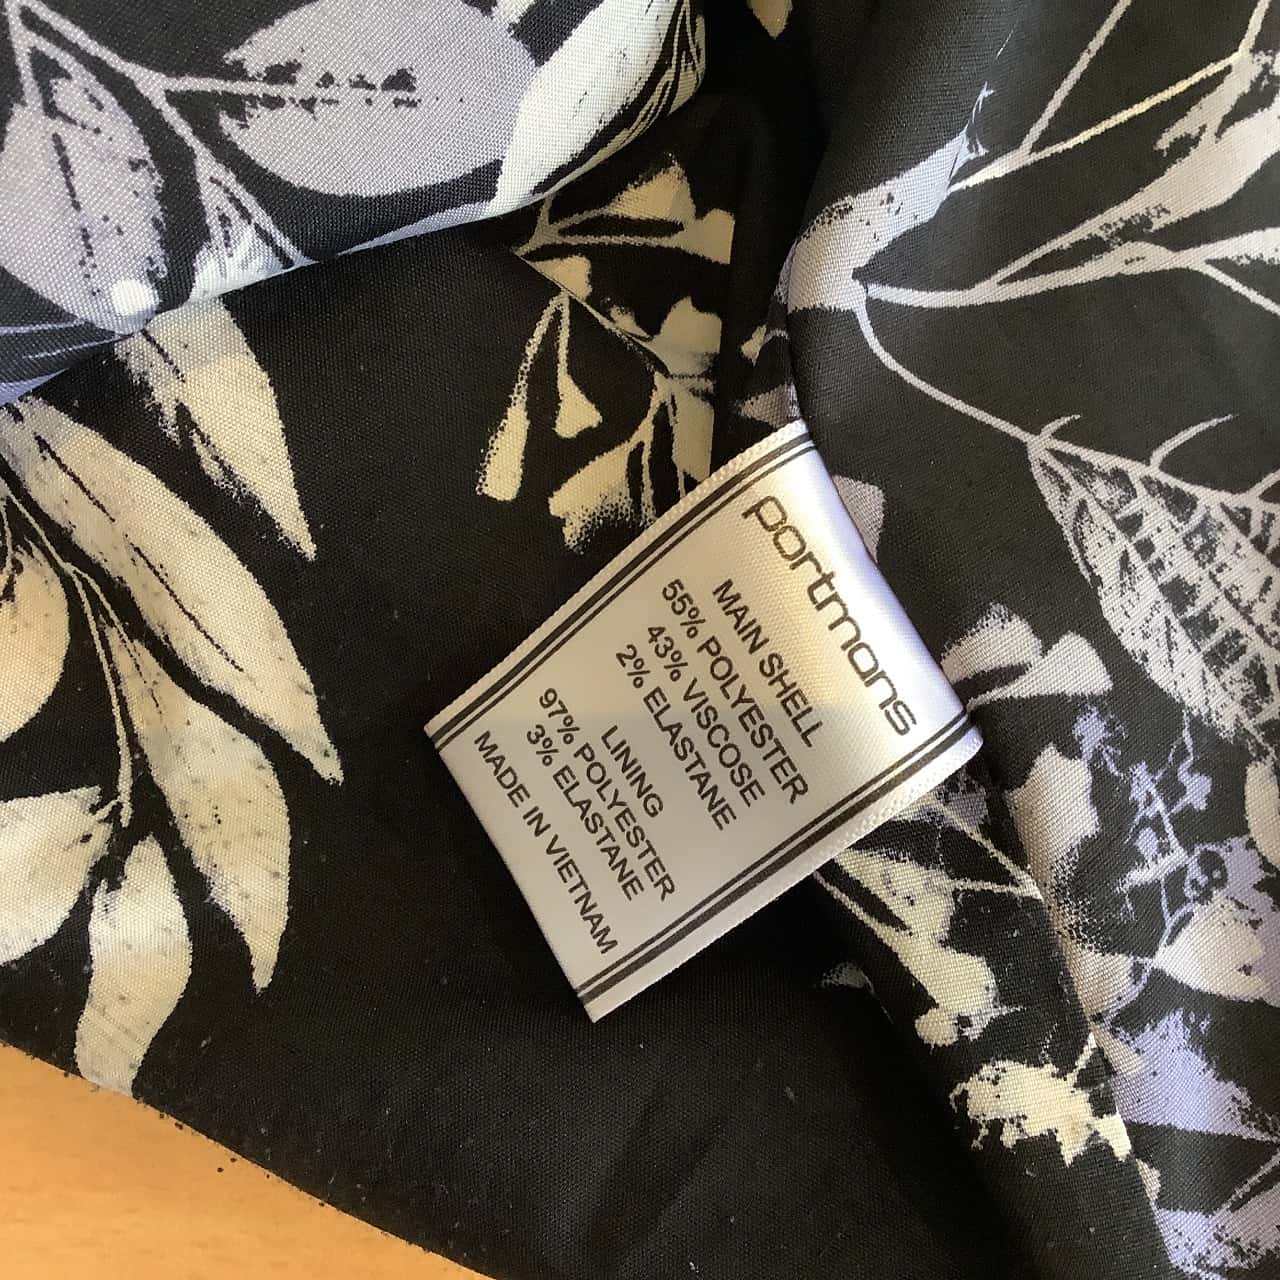 portmans
MAIN SHELL
55% POLYESTER
43% VISCOSE
2% ELASTANE
LINING
97% POLYESTER
3% ELASTANE
MADE IN VIETNAM